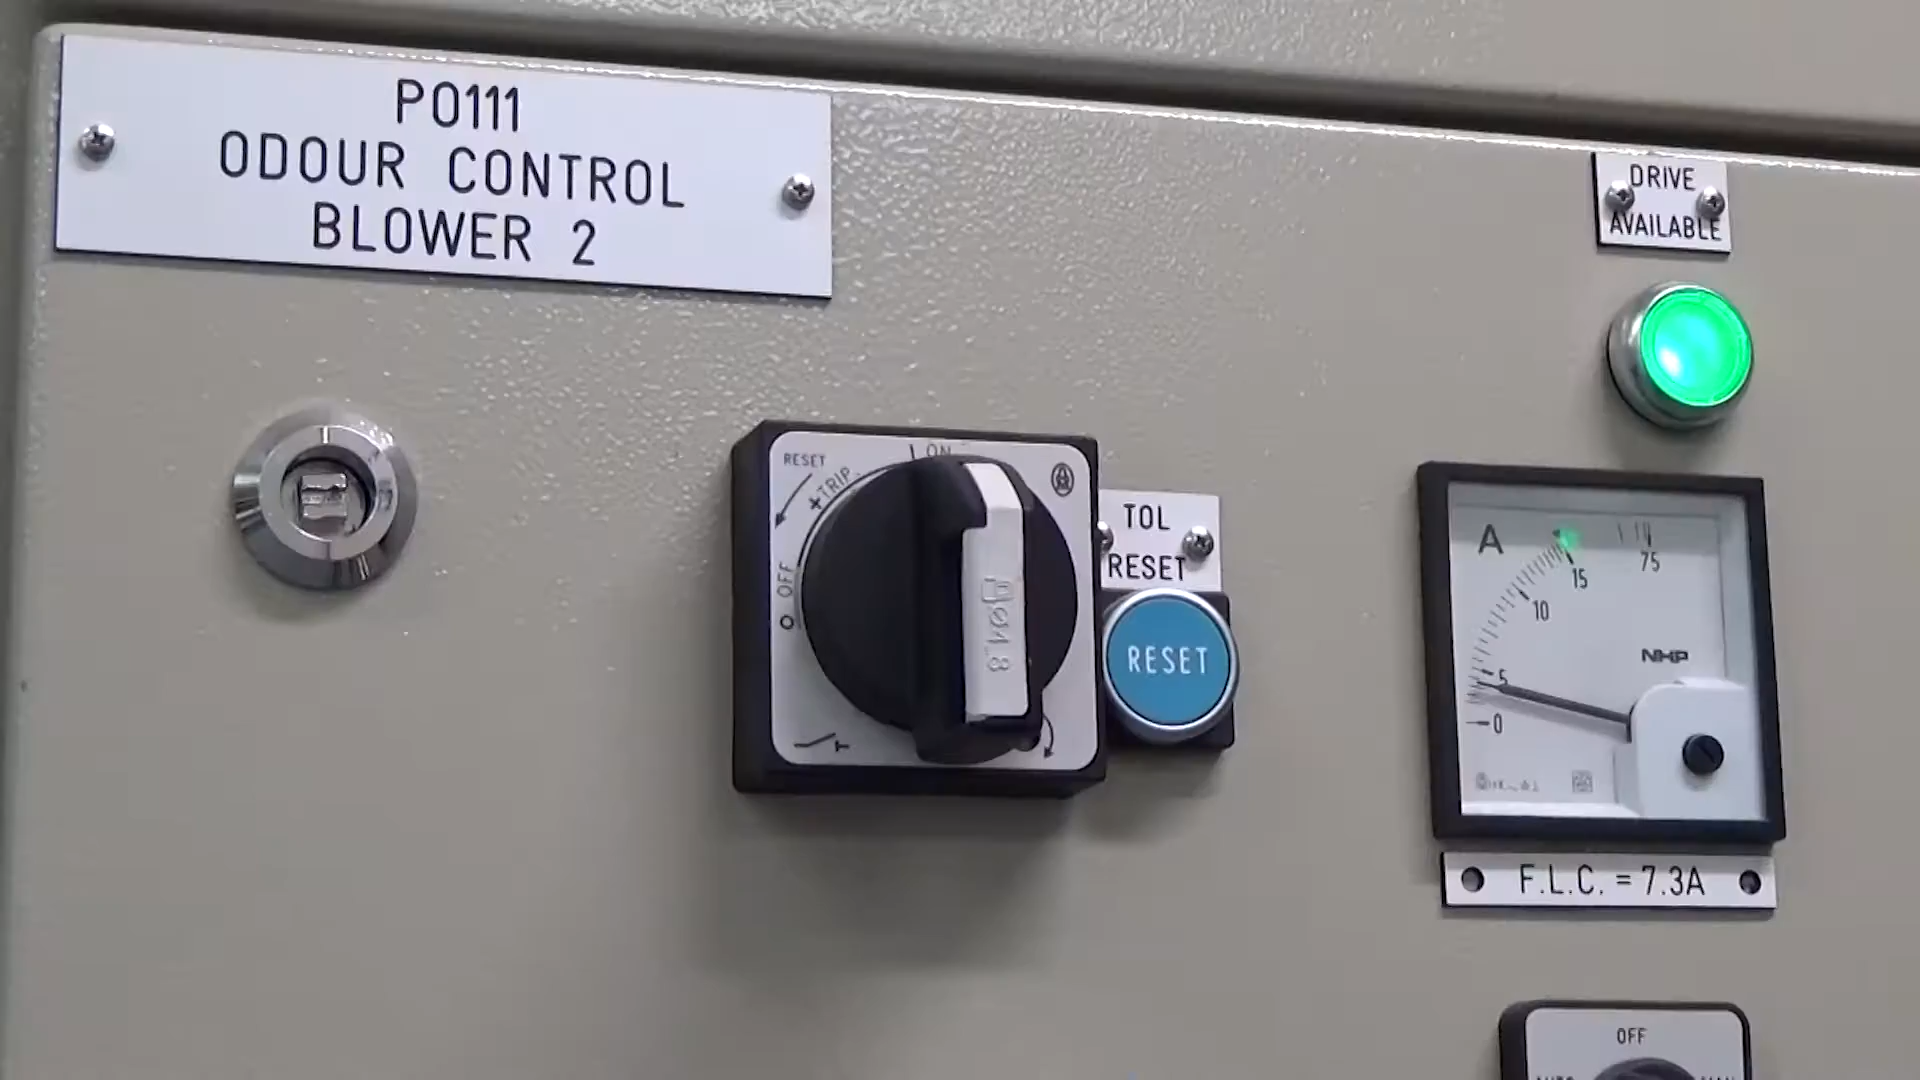 PO111
ODOUR CONTROL
BLOWER 2
DRIVE
AVAILABLE
RESET
+TRIP
ON
O OFF
TOL
RESET
RESET
A
0
5
10
15
75
NHP
F.L.C. = 7.3A
OFF